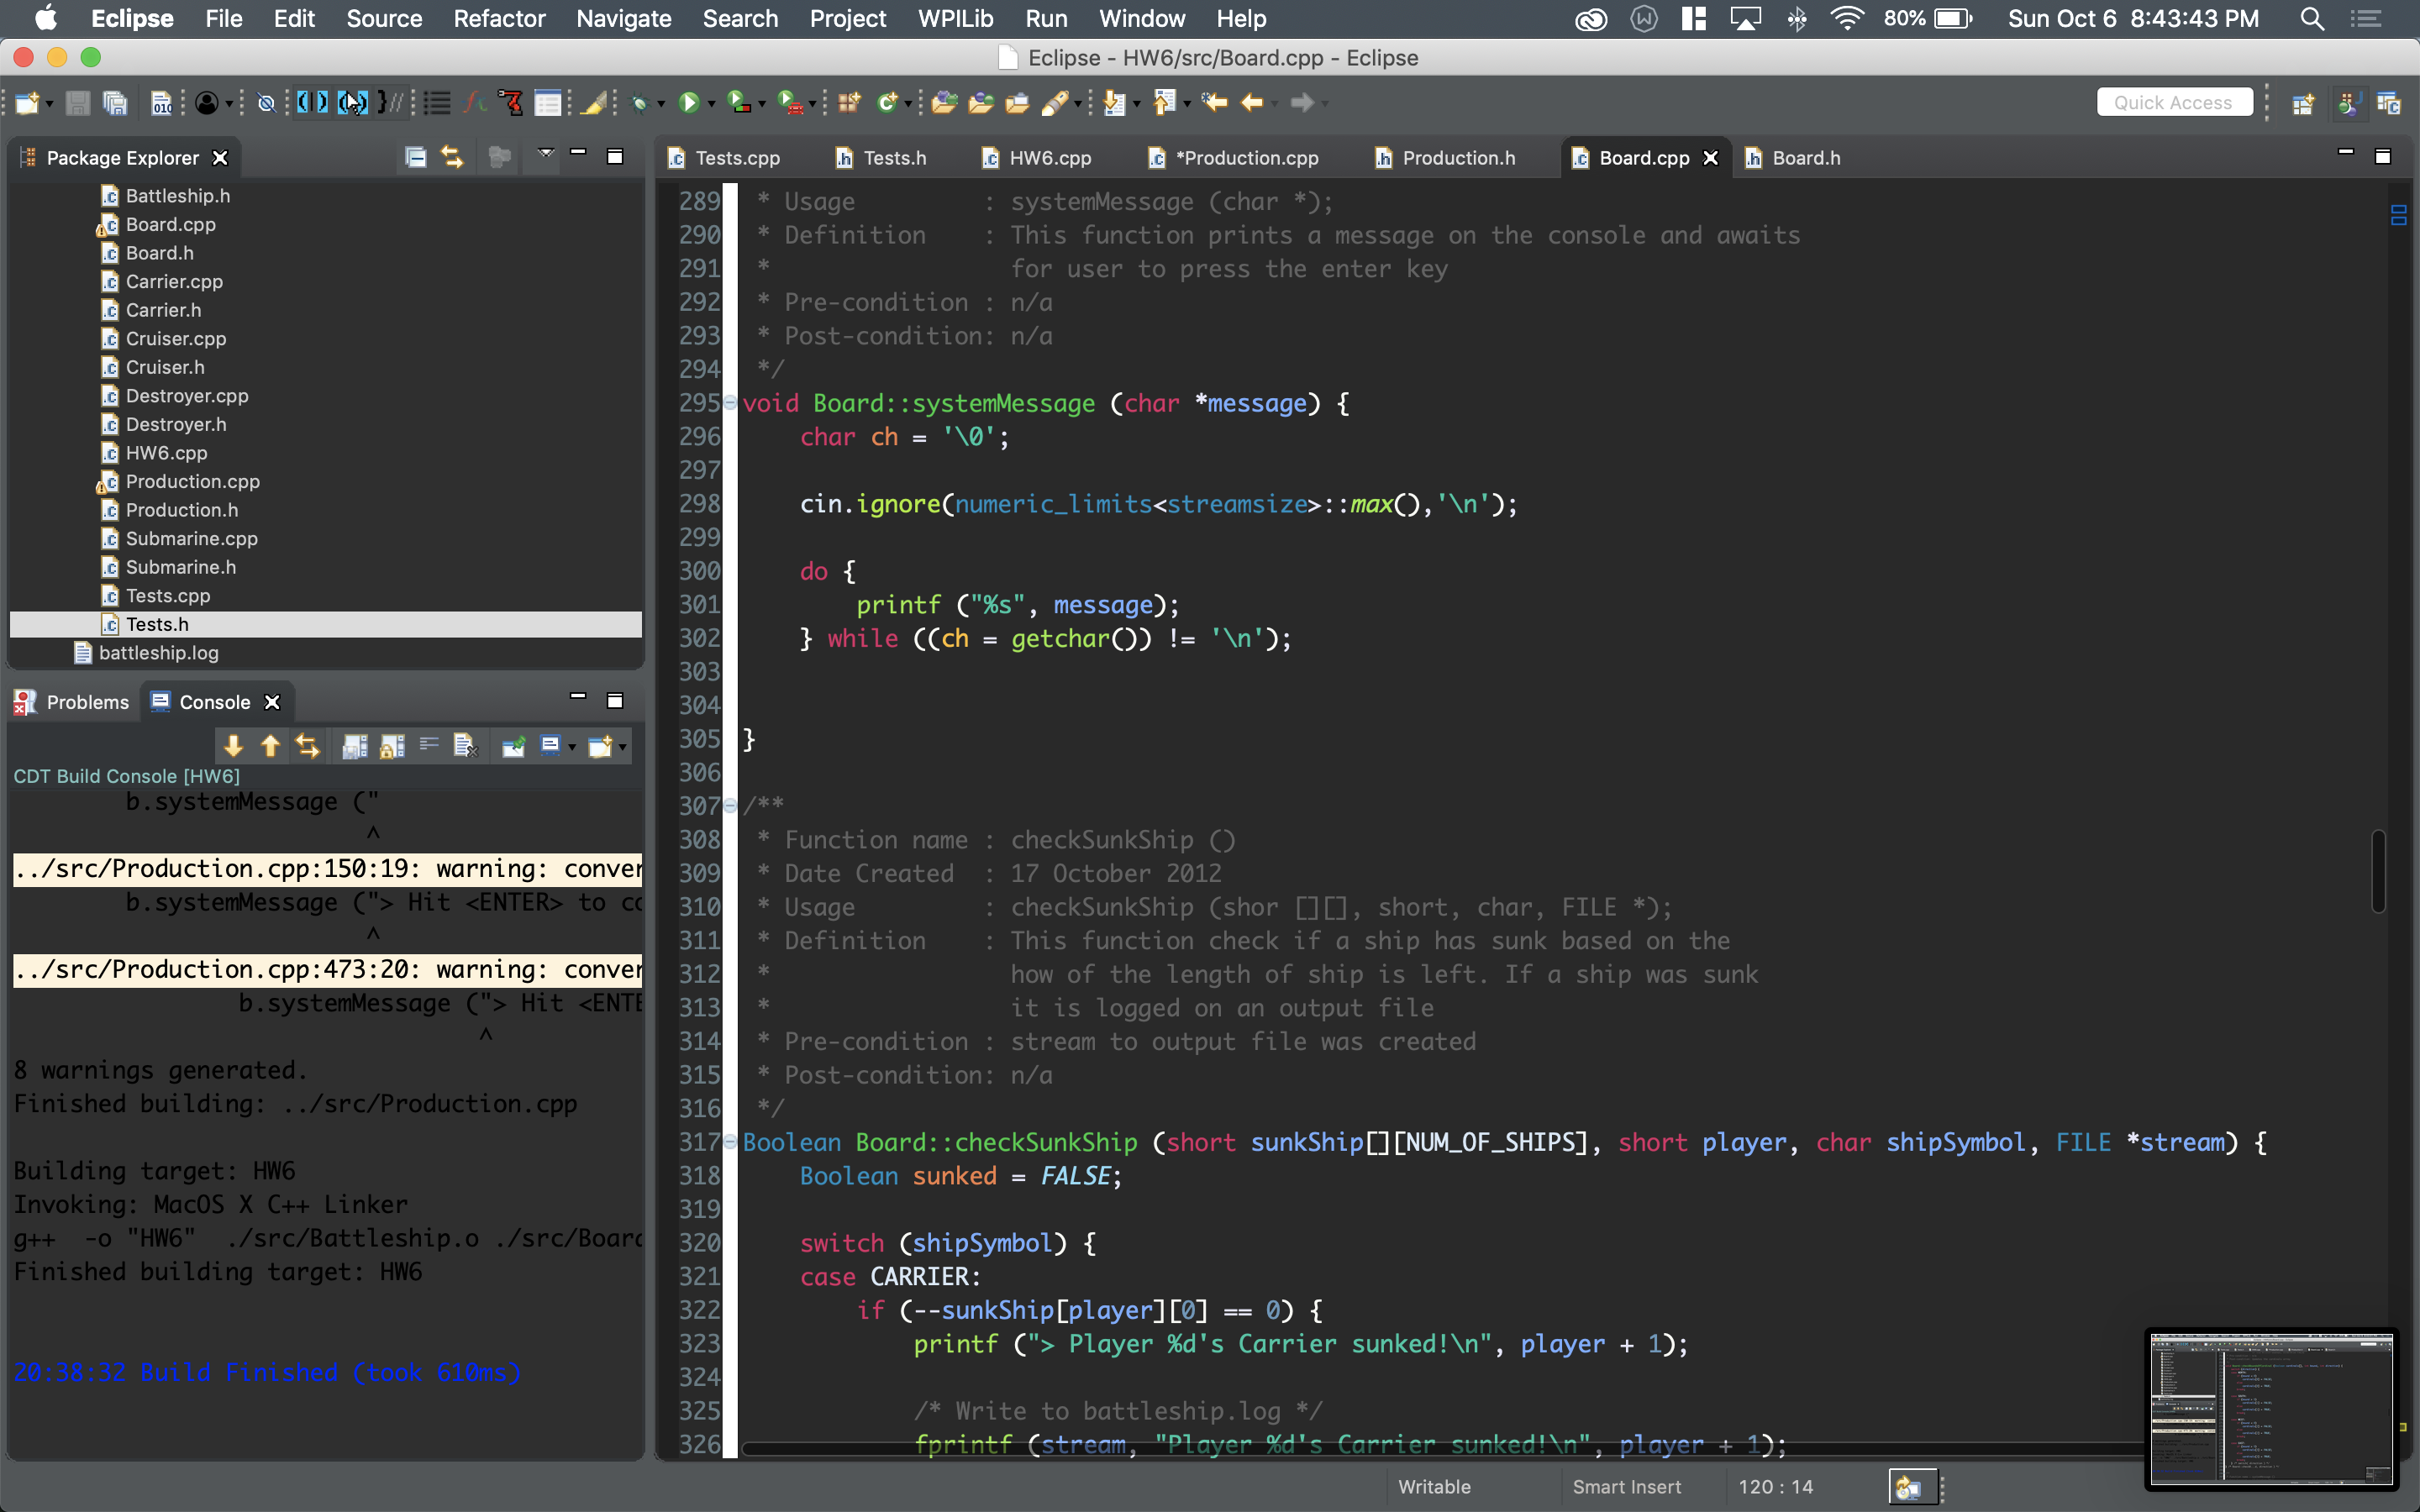 Eclipse File Edit Source Refactor Navigate Search Project WPILib Run Window Help 80% Sun Oct 6 8:43:43 PM
Eclipse - HW6/src/Board.cpp - Eclipse
Quick Access
Package Explorer
Battleship.h
Board.cpp
Board.h
Carrier.cpp
Carrier.h
Cruiser.cpp
Cruiser.h
Destroyer.cpp
Destroyer.h
HW6.cpp
Production.cpp
Production.h
Submarine.cpp
Submarine.h
Tests.cpp
Tests.h
battleship.log
Problems Console
CDT Build Console [HW6]
b.systemMessage ("
^
../src/Production.cpp:150:19: warning: conver
b.systemMessage ("> Hit <ENTER> to co
^
../src/Production.cpp:473:20: warning: conver
b.systemMessage ("> Hit <ENTE
^
8 warnings generated.
Finished building: ../src/Production.cpp
Building target: HW6
Invoking: MacOS X C++ Linker
g++ -o "HW6" ./src/Battleship.o ./src/Board
Finished building target: HW6
20:38:32 Build Finished (took 610ms)
Tests.cpp Tests.h HW6.cpp *Production.cpp Production.h Board.cpp Board.h
289 * Usage : systemMessage (char *);
290 * Definition : This function prints a message on the console and awaits
291 * for user to press the enter key
292 * Pre-condition : n/a
293 * Post-condition: n/a
294 */
295 void Board::systemMessage (char *message) {
296 char ch = '\0';
297
298 cin.ignore(numeric_limits<streamsize>::max(),'\n');
299
300 do {
301 printf ("%s", message);
302 } while ((ch = getchar()) != '\n');
303
304
305 }
306
307 /**
308 * Function name : checkSunkShip ()
309 * Date Created : 17 October 2012
310 * Usage : checkSunkShip (shor [][], short, char, FILE *);
311 * Definition : This function check if a ship has sunk based on the
312 * how of the length of ship is left. If a ship was sunk
313 * it is logged on an output file
314 * Pre-condition : stream to output file was created
315 * Post-condition: n/a
316 */
317 Boolean Board::checkSunkShip (short sunkShip[][NUM_OF_SHIPS], short player, char shipSymbol, FILE *stream) {
318 Boolean sunked = FALSE;
319
320 switch (shipSymbol) {
321 case CARRIER:
322 if (--sunkShip[player][0] == 0) {
323 printf ("> Player %d's Carrier sunked!\n", player + 1);
324
325 /* Write to battleship.log */
326 fprintf (stream, "Player %d's Carrier sunked!\n", player + 1);
Writable Smart Insert 120 : 14